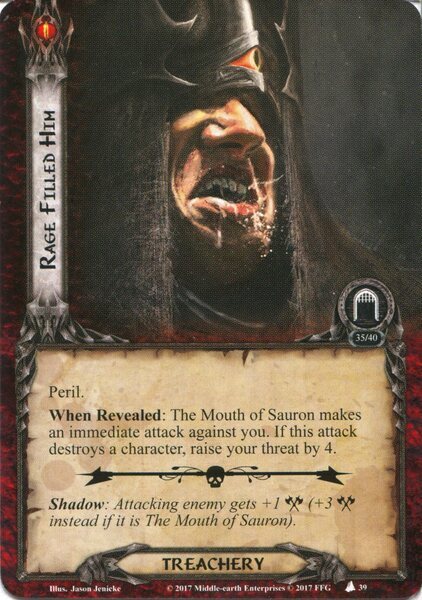 RAGE FILLED HIM
35/40
Peril.
When Revealed: The Mouth of Sauron makes
an immediate attack against you. If this attack
destroys a character, raise your threat by 4.
Shadow: Attacking enemy gets +1 (+3
instead if it is The Mouth of Sauron).
TREACHERY
Illus. Jason Jenicke
© 2017 Middle-earth Enterprises © 2017 FFG
39